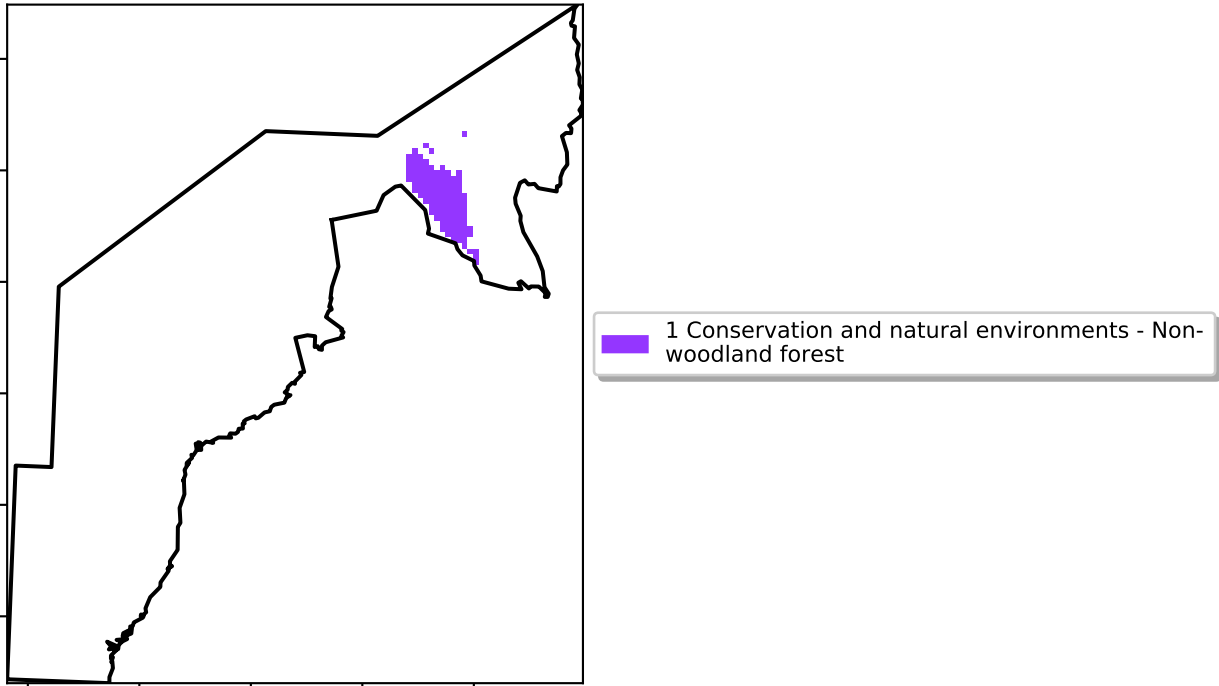 1 Conservation and natural environments - Non-
woodland forest